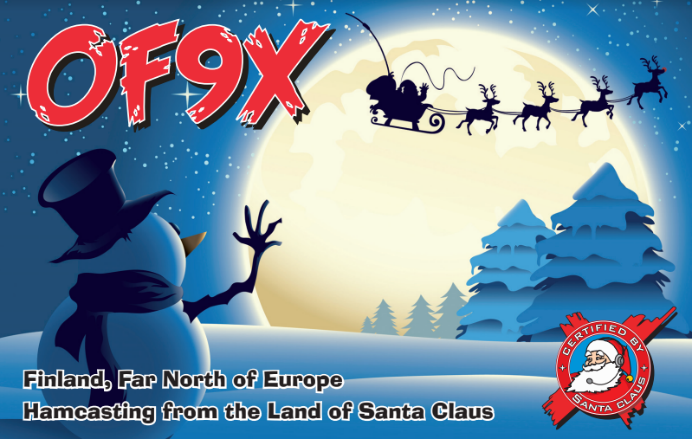 OF9X
Finland, Far North of Europe
Hamcasting from the Land of Santa Claus
CERTIFIED BY
SANTA CLAUS